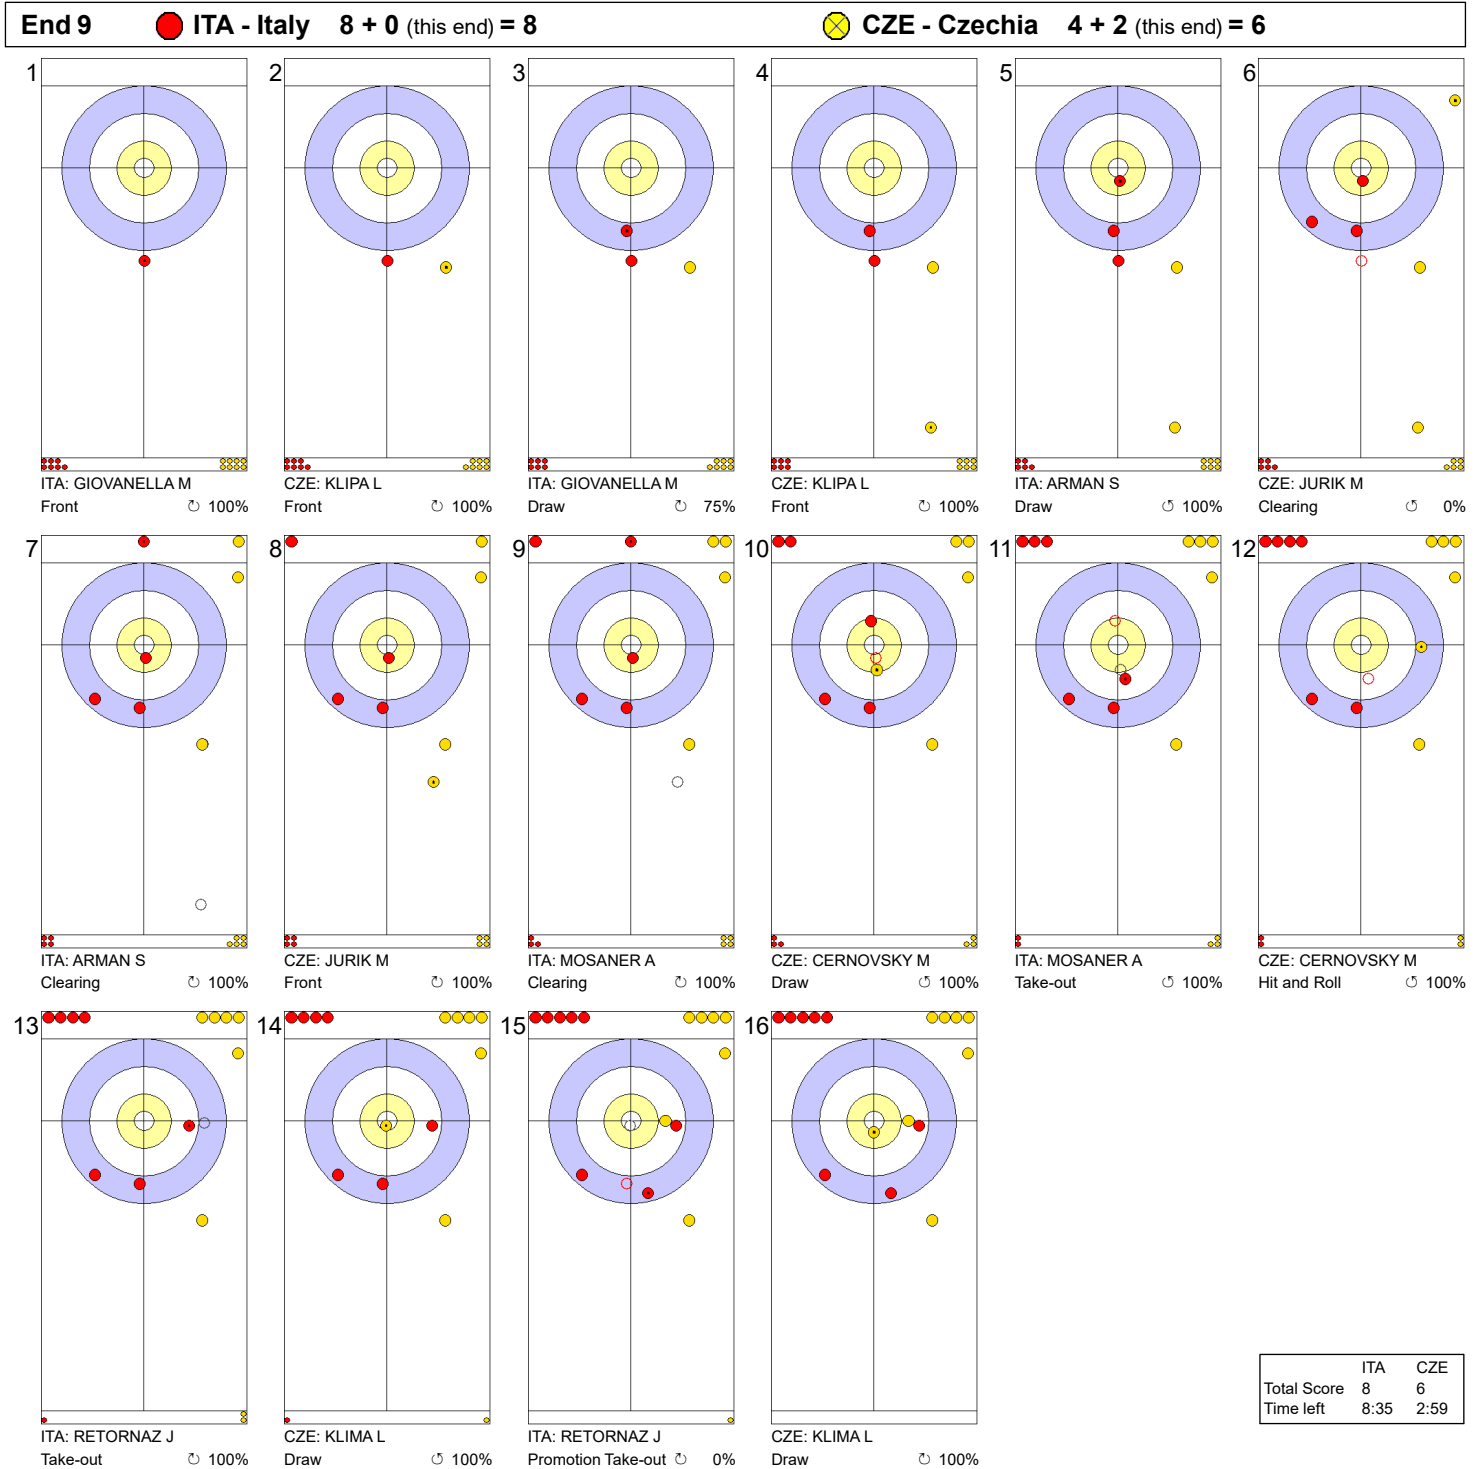 End 9 ITA - Italy 8 + 0 (this end) = 8 CZE - Czechia 4 + 2 (this end) = 6
1 2 3 4 5 6
ITA: GIOVANELLA M CZE: KLIPA L ITA: GIOVANELLA M CZE: KLIPA L ITA: ARMAN S CZE: JURIK M
Front ↻ 100% Front ↻ 100% Draw ↻ 75% Front ↻ 100% Draw ↻ 100% Clearing ↺ 0%
7 8 9 10 11 12
ITA: ARMAN S CZE: JURIK M ITA: MOSANER A CZE: CERNOVSKY M ITA: MOSANER A CZE: CERNOVSKY M
Clearing ↻ 100% Front ↻ 100% Clearing ↻ 100% Draw ↺ 100% Take-out ↻ 100% Hit and Roll ↺ 100%
13 14 15 16
ITA: RETORNAZ J CZE: KLIMA L ITA: RETORNAZ J CZE: KLIMA L
Take-out ↻ 100% Draw ↺ 100% Promotion Take-out ↻ 0% Draw ↺ 100%
ITA CZE
Total Score 8 6
Time left 8:35 2:59